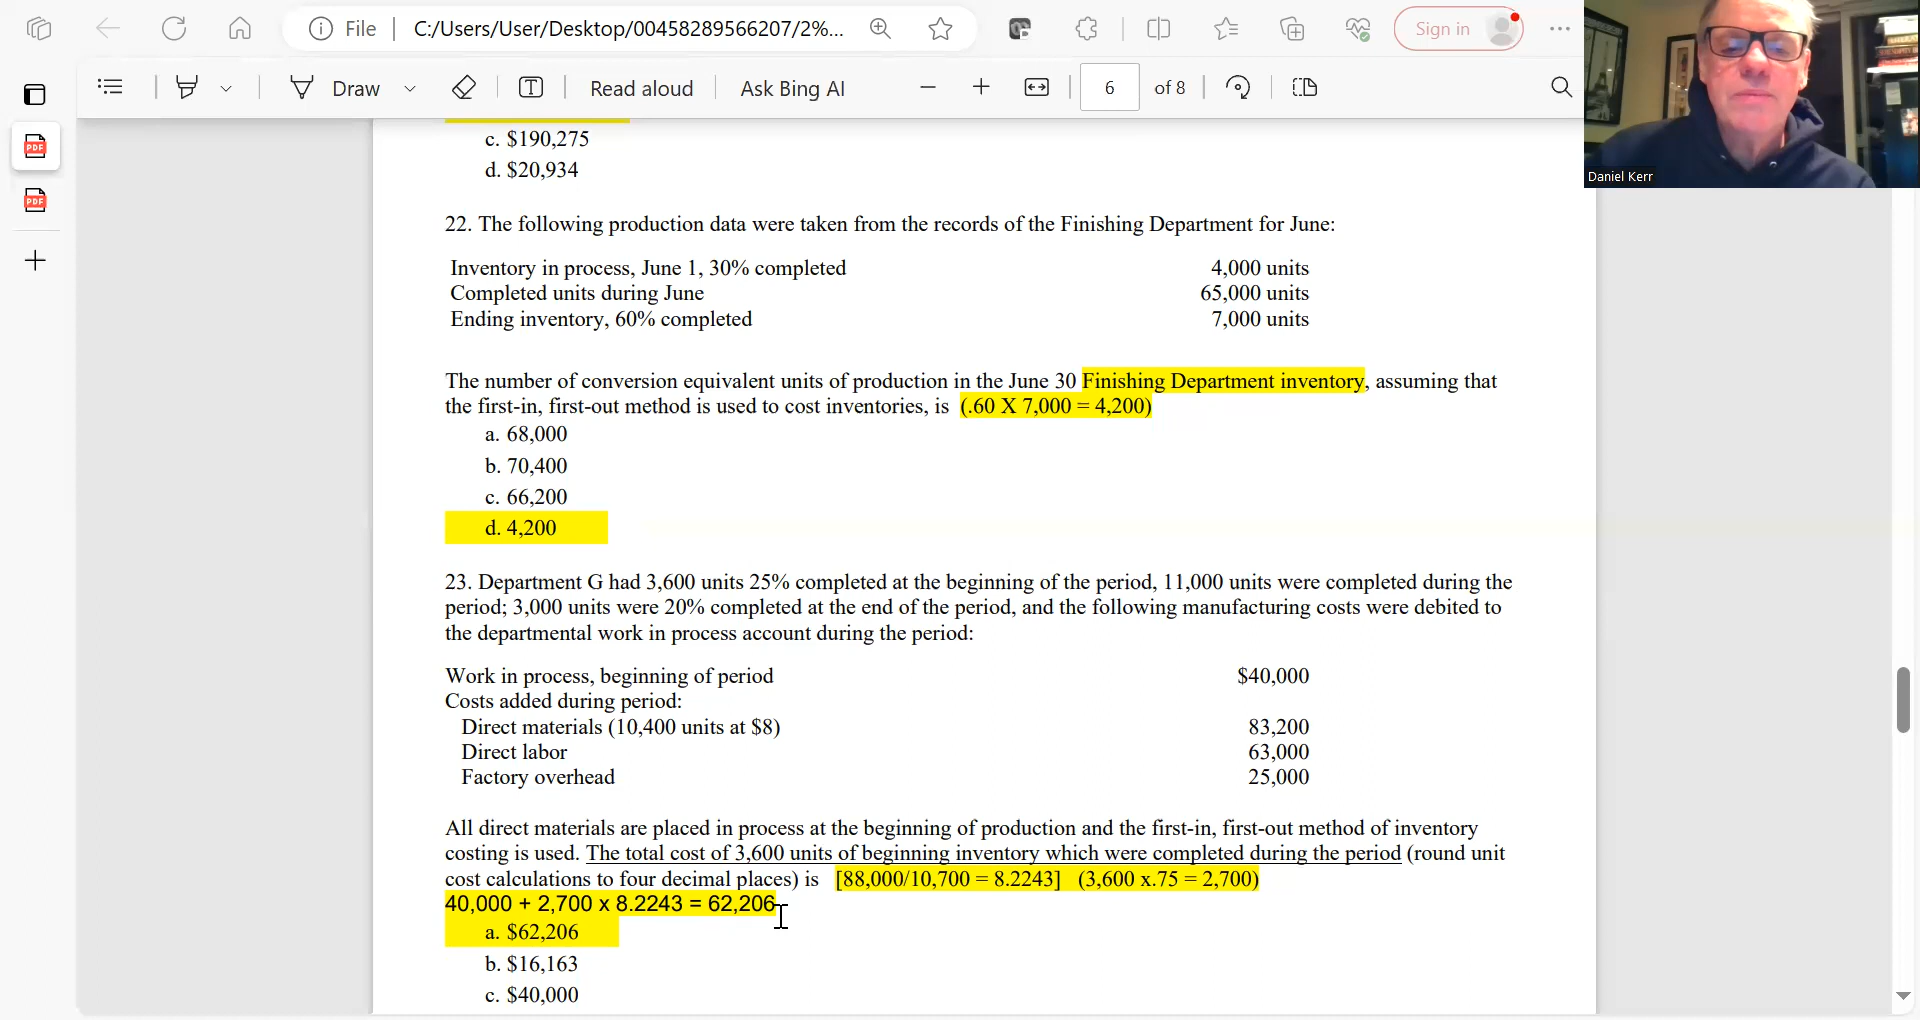 File
C:/Users/User/Desktop/00458289566207/2%...
Sign in
Draw
Read aloud
Ask Bing AI
6
of 8
Daniel Kerr
c. $190,275
d. $20,934
22. The following production data were taken from the records of the Finishing Department for June:
Inventory in process, June 1, 30% completed 4,000 units
Completed units during June 65,000 units
Ending inventory, 60% completed 7,000 units
The number of conversion equivalent units of production in the June 30 Finishing Department inventory, assuming that
the first-in, first-out method is used to cost inventories, is (.60 X 7,000 = 4,200)
a. 68,000
b. 70,400
c. 66,200
d. 4,200
23. Department G had 3,600 units 25% completed at the beginning of the period, 11,000 units were completed during the
period; 3,000 units were 20% completed at the end of the period, and the following manufacturing costs were debited to
the departmental work in process account during the period:
Work in process, beginning of period $40,000
Costs added during period:
Direct materials (10,400 units at $8) 83,200
Direct labor 63,000
Factory overhead 25,000
All direct materials are placed in process at the beginning of production and the first-in, first-out method of inventory
costing is used. The total cost of 3,600 units of beginning inventory which were completed during the period (round unit
cost calculations to four decimal places) is [88,000/10,700 = 8.2243] (3,600 x.75 = 2,700)
40,000 + 2,700 x 8.2243 = 62,206
a. $62,206
b. $16,163
c. $40,000